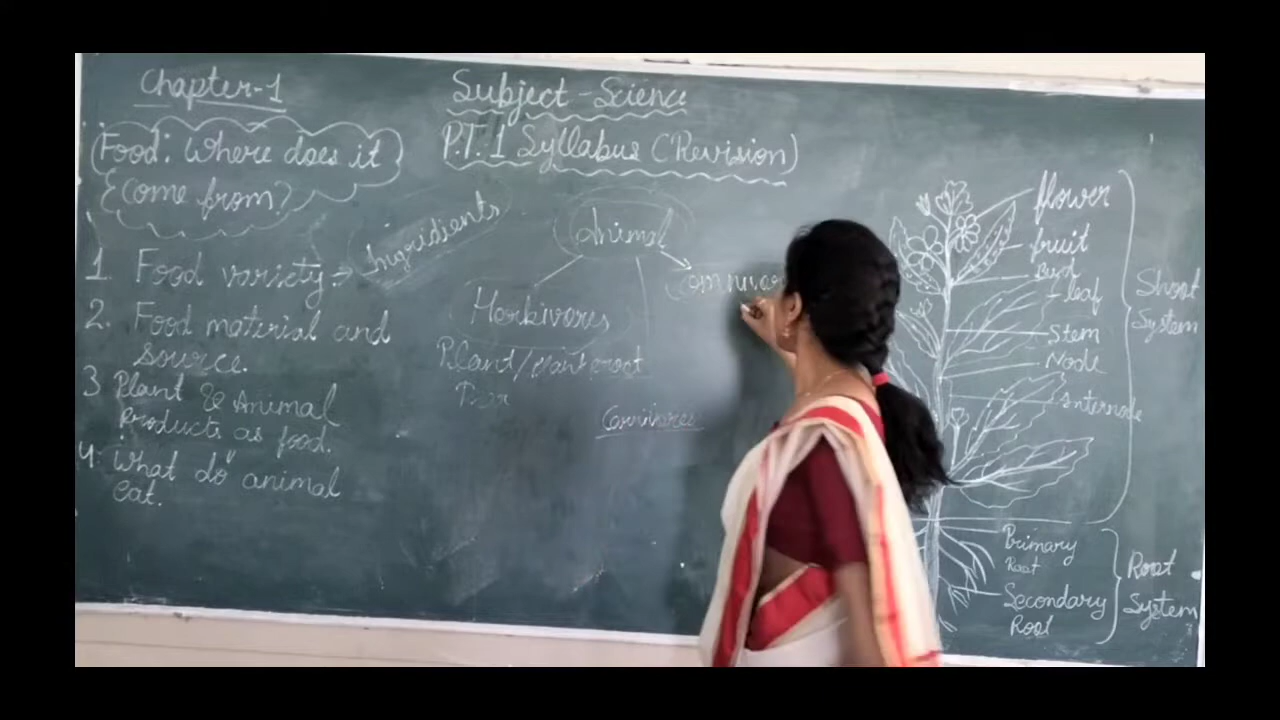 Chapter-1
Food: Where does it
come from?
1. Food variety.
Ingridients
2. Food material and
Source.
3 Plant & Animal
Products as food.
4. What do animal
eat.
Subject - Science
P.T. 1 Syllabus (Revision)
Animal
Herbivores
Plant/plant
Carnivores
flower
fruit
Bud
leaf
Stem
Node
Internode
Shoot
System
Primary
Root
Secondary
Root
Root
System